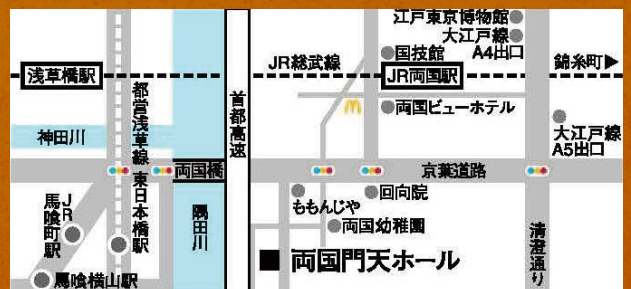 江戸東京博物館
大江戸線
A4出口
国技館
JR総武線
浅草橋駅
JR両国駅
錦糸町▶
両国ビューホテル
都営浅草線
首都高速
神田川
大江戸線
A5出口
両国橋
京葉道路
東日本橋駅
JR
馬喰町駅
隅田川
ももんじや
回向院
両国幼稚園
清澄通り
両国門天ホール
馬喰横山駅